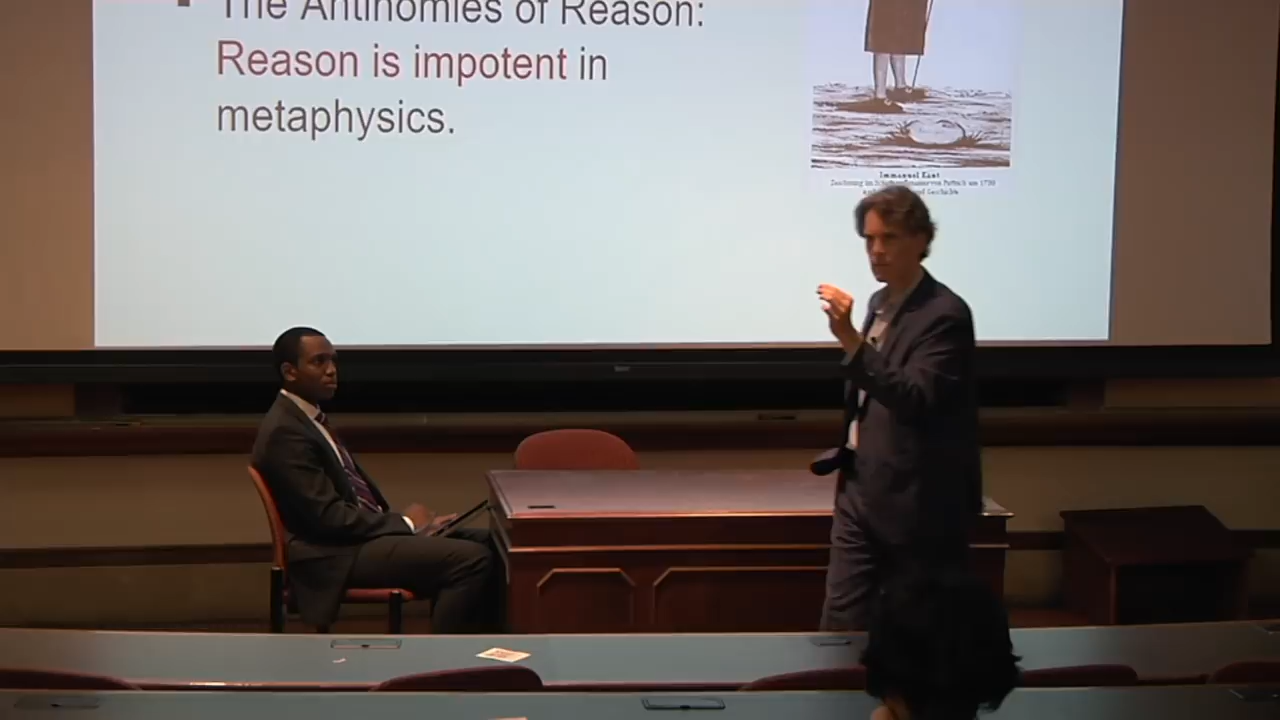 The Antinomies of Reason:
Reason is impotent in
metaphysics.
Immanuel Kant